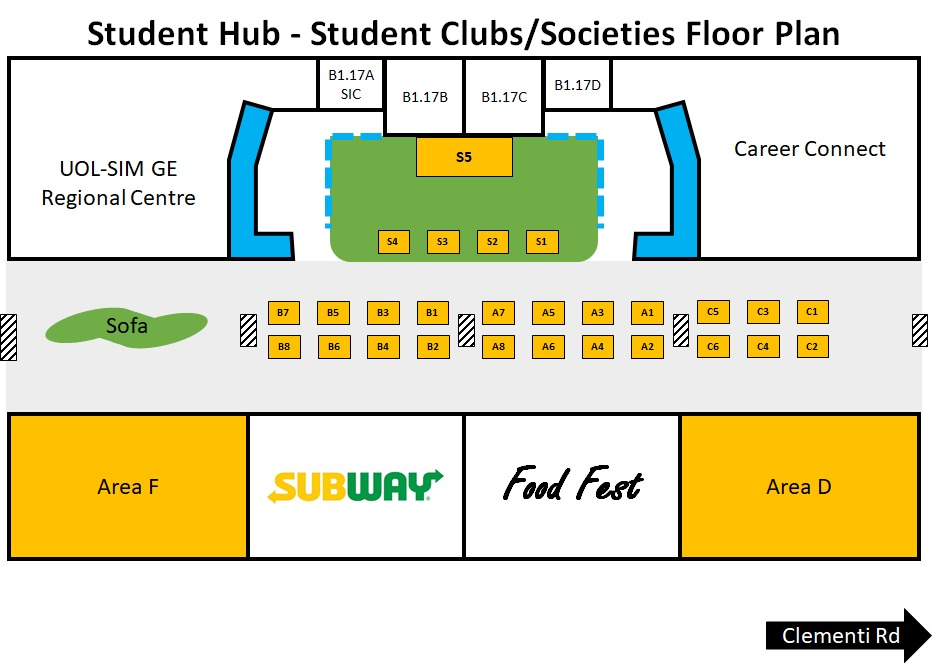 Student Hub - Student Clubs/Societies Floor Plan
B1.17A
SIC
B1.17B
B1.17C
B1.17D
UOL-SIM GE
Regional Centre
Career Connect
S5
S4
S3
S2
S1
Sofa
B7
B5
B3
B1
A7
A5
A3
A1
C5
C3
C1
B8
B6
B4
B2
A8
A6
A4
A2
C6
C4
C2
Area F
SUBWAY
Food Fest
Area D
Clementi Rd